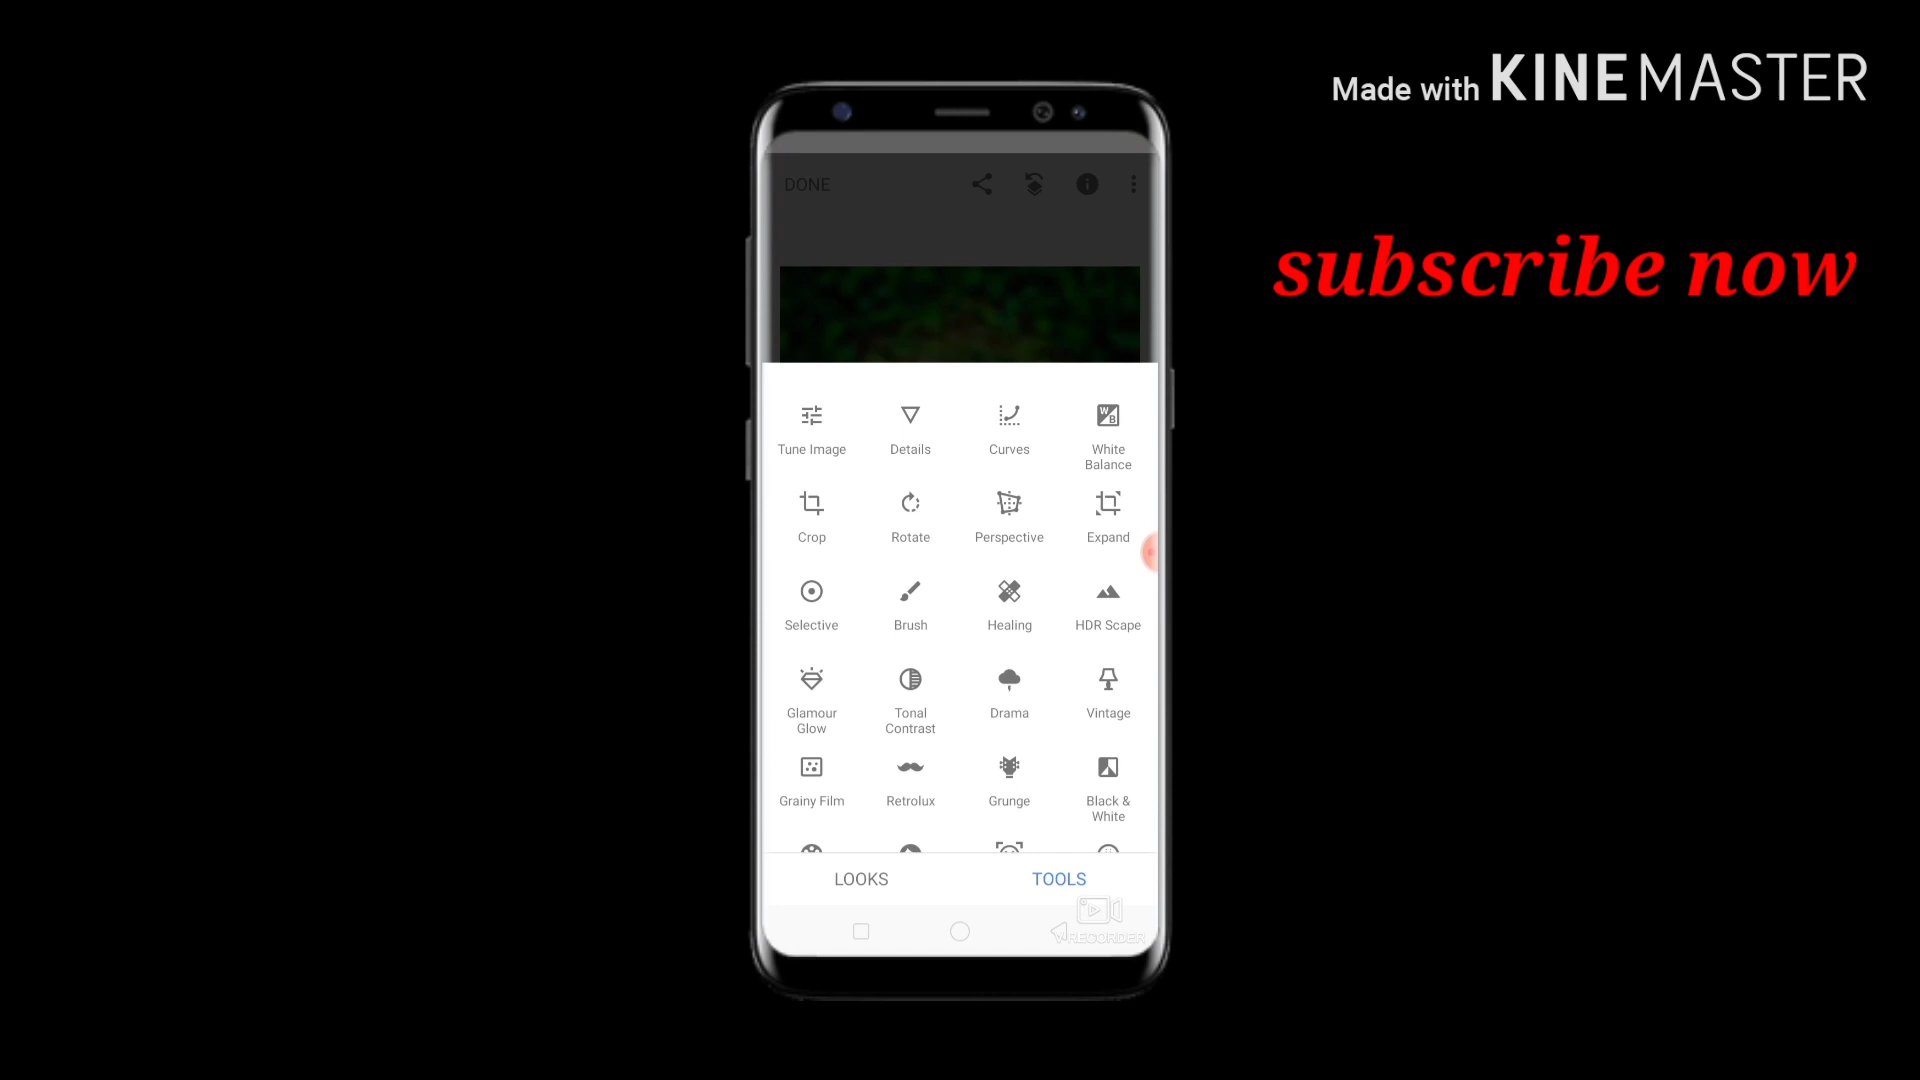 Made with KINEMASTER
subscribe now
DONE
Tune Image
Details
Curves
White
Balance
Crop
Rotate
Perspective
Expand
Selective
Brush
Healing
HDR Scape
Glamour
Glow
Tonal
Contrast
Drama
Vintage
Grainy Film
Retrolux
Grunge
Black &
White
LOOKS
TOOLS
V RECORDER